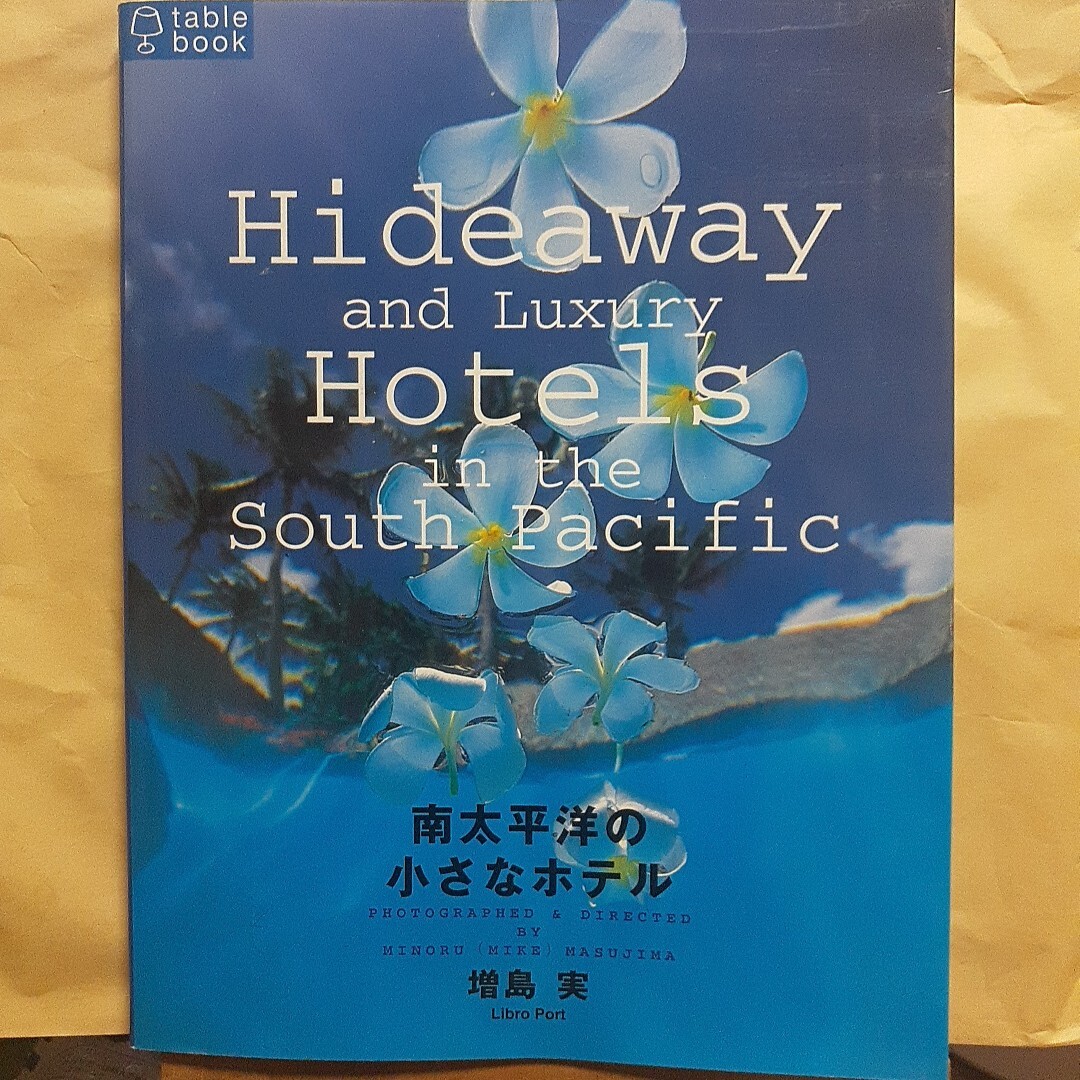 table
book
Hideaway
and Luxury
Hotels
in the
South Pacific
南太平洋の
小さなホテル
PHOTOGRAPHED & DIRECTED
BY
MINORU (MIKE) MASUJIMA
増島 実
Libro Port